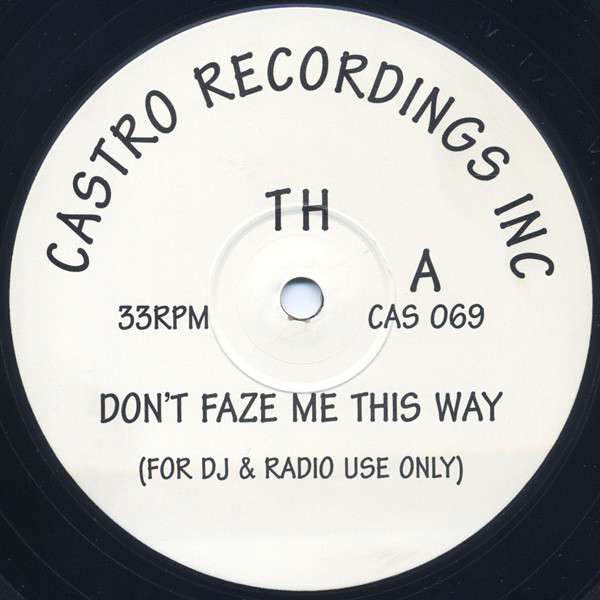 CASTRO RECORDINGS INC
TH
A
33RPM CAS 069
DON'T FAZE ME THIS WAY
(FOR DJ & RADIO USE ONLY)